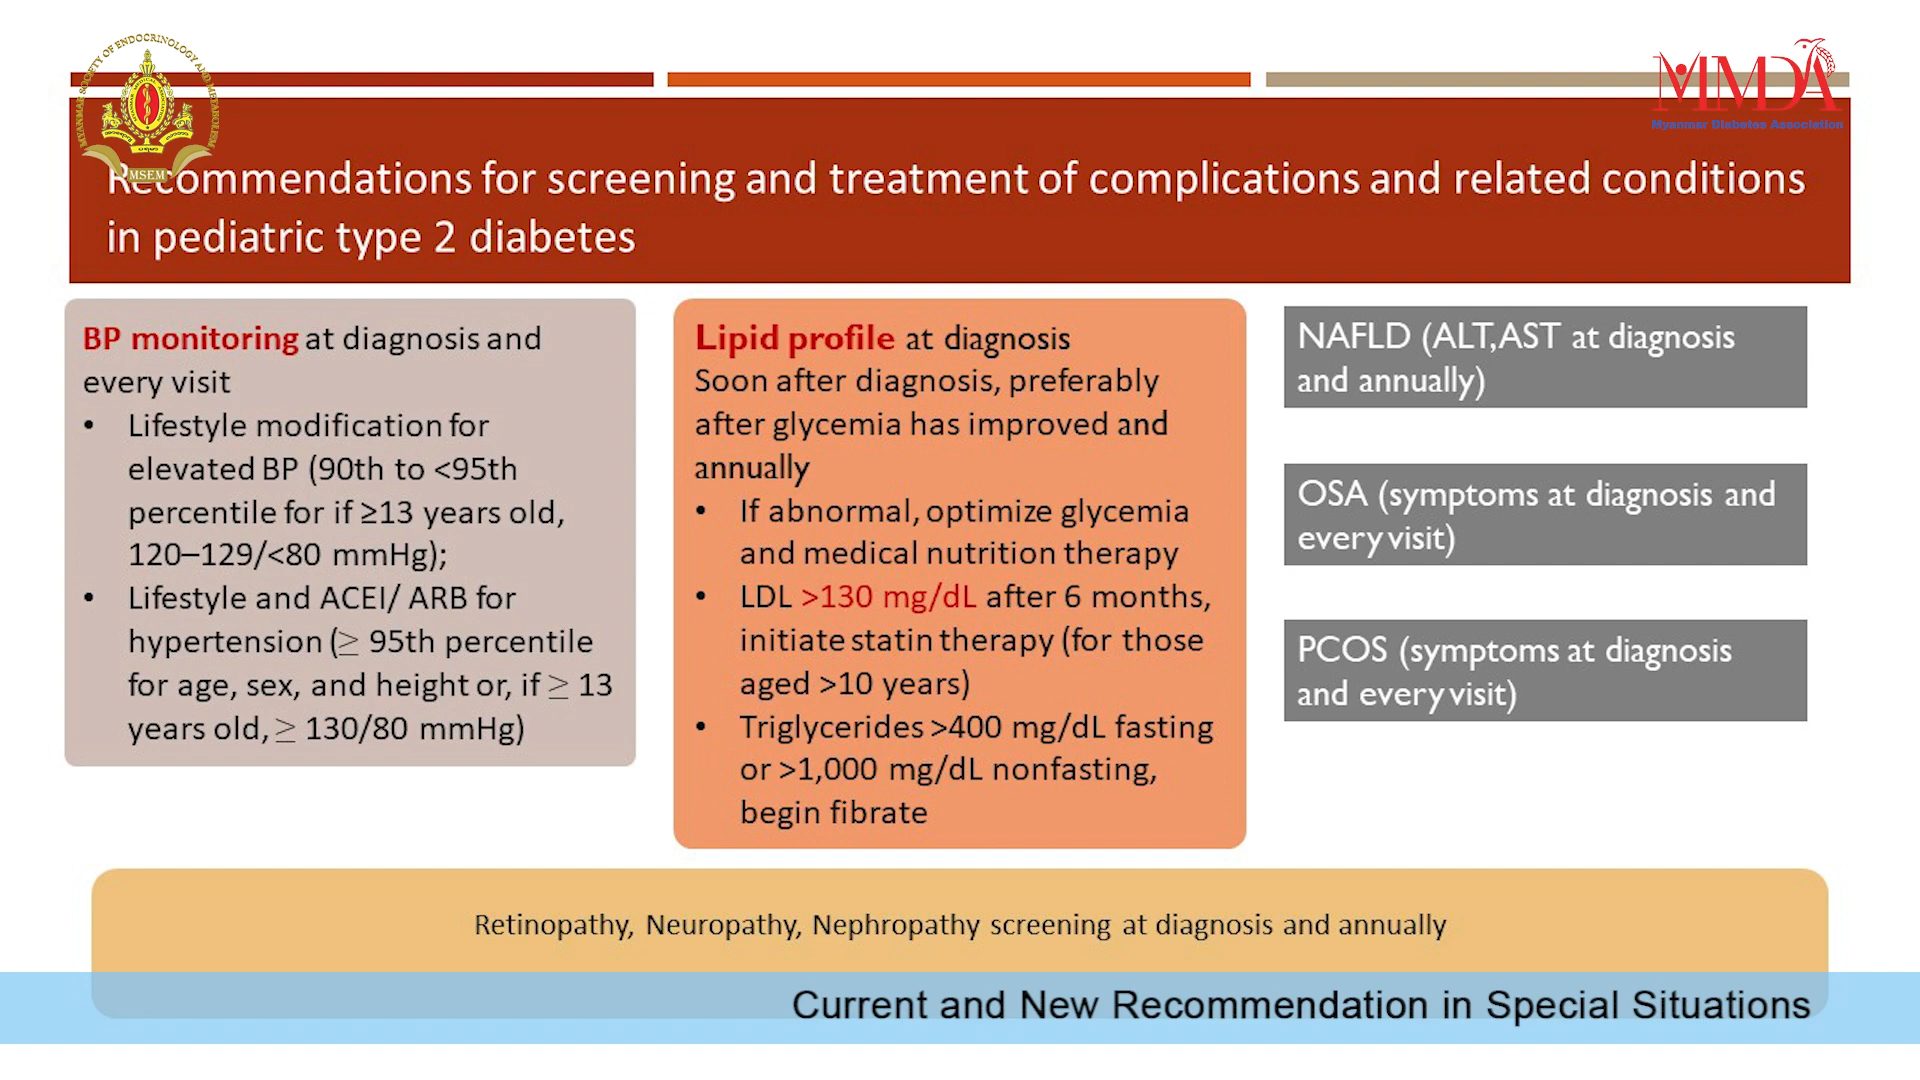 MYANMAR SOCIETY OF ENDOCRINOLOGY AND METABOLISM
MSEM
MMDA
Myanmar Diabetes Association
Recommendations for screening and treatment of complications and related conditions
in pediatric type 2 diabetes
BP monitoring at diagnosis and
every visit
• Lifestyle modification for
elevated BP (90th to <95th
percentile for if ≥13 years old,
120–129/<80 mmHg);
• Lifestyle and ACEI/ ARB for
hypertension (≥ 95th percentile
for age, sex, and height or, if ≥ 13
years old, ≥ 130/80 mmHg)
Lipid profile at diagnosis
Soon after diagnosis, preferably
after glycemia has improved and
annually
• If abnormal, optimize glycemia
and medical nutrition therapy
• LDL >130 mg/dL after 6 months,
initiate statin therapy (for those
aged >10 years)
• Triglycerides >400 mg/dL fasting
or >1,000 mg/dL nonfasting,
begin fibrate
NAFLD (ALT,AST at diagnosis
and annually)
OSA (symptoms at diagnosis and
every visit)
PCOS (symptoms at diagnosis
and every visit)
Retinopathy, Neuropathy, Nephropathy screening at diagnosis and annually
Current and New Recommendation in Special Situations